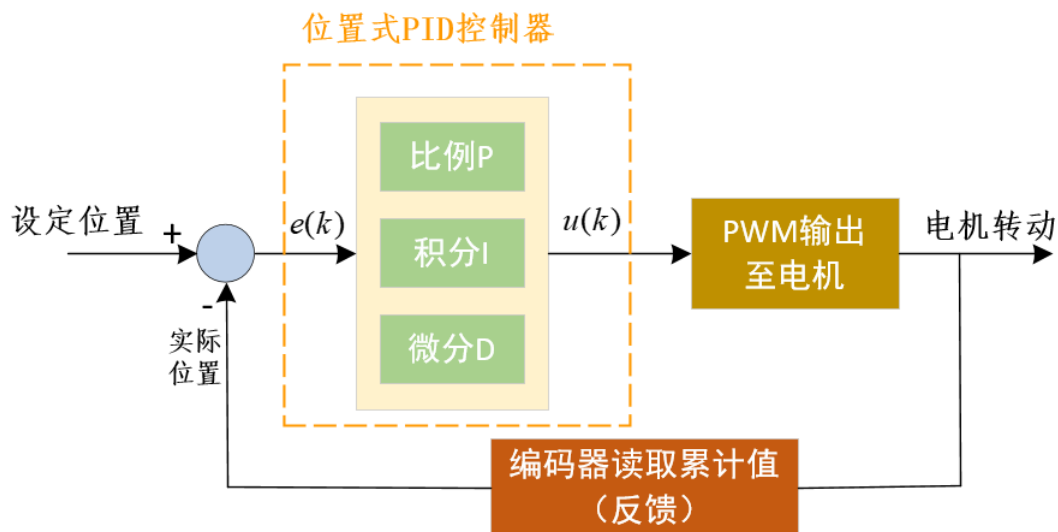 位置式PID控制器
比例P
设定位置
+
e(k)
积分I
u(k)
PWM输出
至电机
电机转动
-
实际
位置
微分D
编码器读取累计值
（反馈）